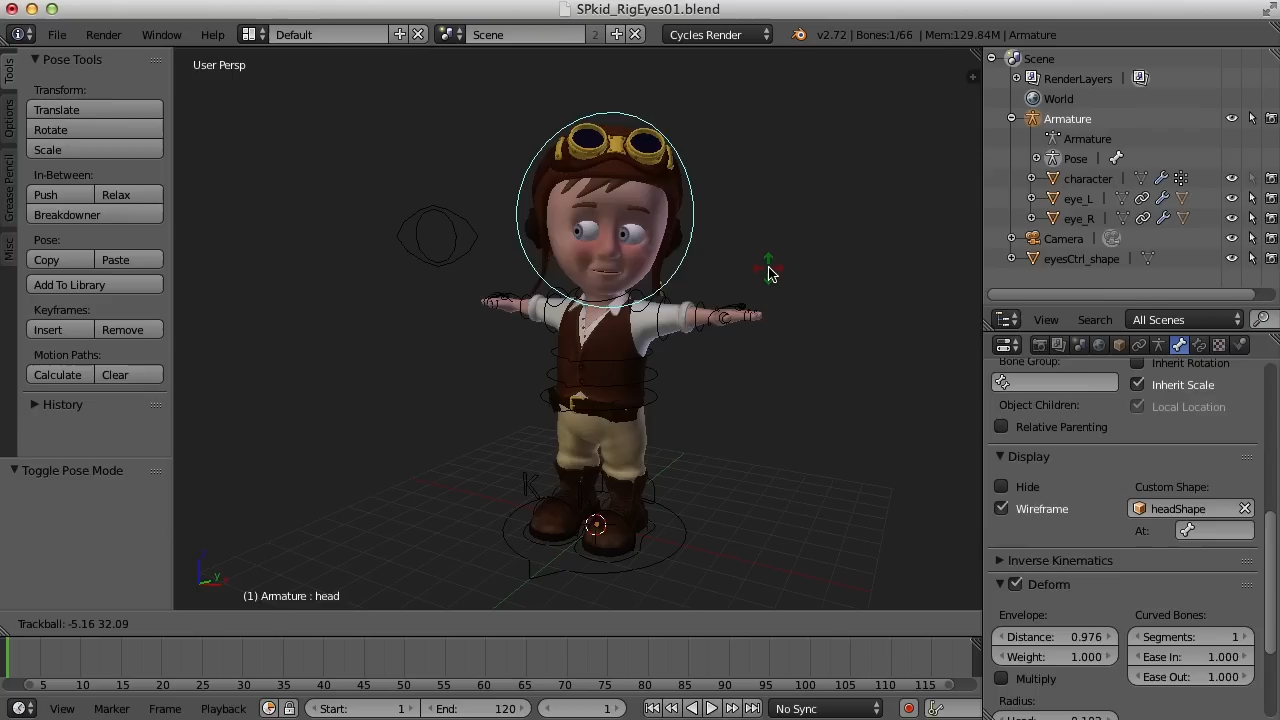 SPkid_RigEyes01.blend
File Render Window Help Default Scene 2 Cycles Render v2.72 | Bones:1/66 | Mem:129.84M | Armature
Tools
Options
Grease Pencil
Misc
Pose Tools
Transform:
Translate
Rotate
Scale
In-Between:
Push Relax
Breakdowner
Pose:
Copy Paste
Add To Library
Keyframes:
Insert Remove
Motion Paths:
Calculate Clear
History
Toggle Pose Mode
User Persp
z
y
(1) Armature : head
Scene
RenderLayers
World
Armature
Armature
Pose
character
eye_L
eye_R
Camera
eyesCtrl_shape
View Search All Scenes
Bone Group: Inherit Rotation
Inherit Scale
Object Children: Local Location
Relative Parenting
Display
Hide Custom Shape:
Wireframe headShape
At:
Inverse Kinematics
Deform
Envelope: Curved Bones:
Distance: 0.976 Segments: 1
Weight: 1.000 Ease In: 1.000
Multiply Ease Out: 1.000
Radius:
Trackball: -5.16 32.09
5 10 15 20 25 30 35 40 45 50 55 60 65 70 75 80 85 90 95 100 105 110 115
View Marker Frame Playback Start: 1 End: 120 1 No Sync